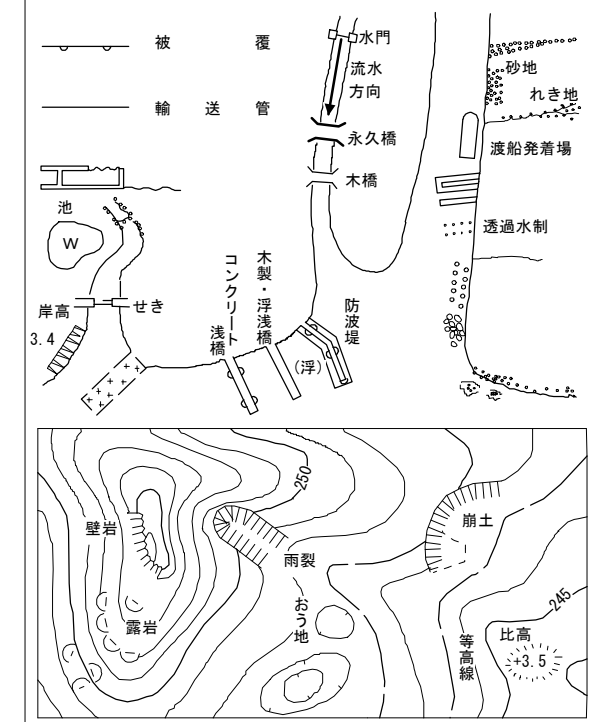 被覆
輸送管
水門
流水
方向
永久橋
木橋
砂地
れき地
渡船発着場
透過水制
池
W
岸高
3.4
せき
コンクリート
浅橋
木製・浮浅橋
(浮)
防波堤
250
壁岩
露岩
雨裂
おう地
崩土
等高線
245
比高
+3.5